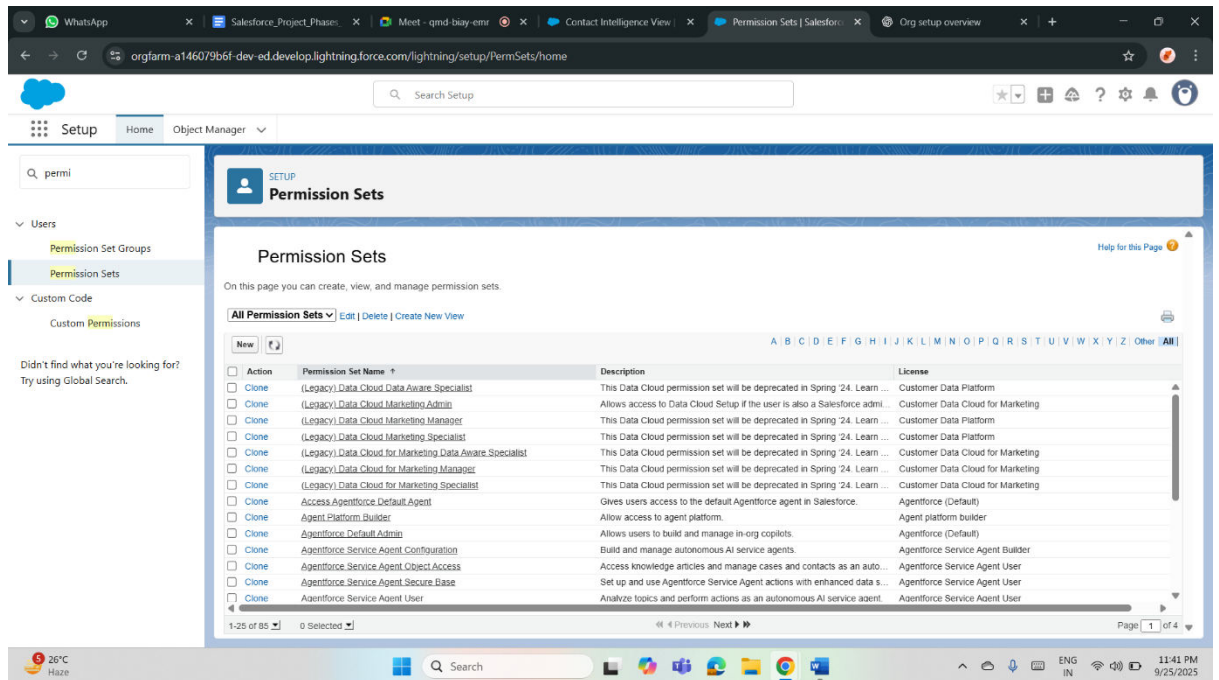 WhatsApp
Salesforce_Project_Phases_
Meet - qmd-biay-emr
Contact Intelligence View |
Permission Sets | Salesforc
Org setup overview
orgfarm-a146079b6f-dev-ed.develop.lightning.force.com/lightning/setup/PermSets/home
Search Setup
Setup Home Object Manager
permi
Users
Permission Set Groups
Permission Sets
Custom Code
Custom Permissions
Didn't find what you're looking for?
Try using Global Search.
SETUP
Permission Sets
Help for this Page
Permission Sets
On this page you can create, view, and manage permission sets.
All Permission Sets Edit | Delete | Create New View
New A | B | C | D | E | F | G | H | I | J | K | L | M | N | O | P | Q | R | S | T | U | V | W | X | Y | Z | Other | All |
Action Permission Set Name ↑ Description License
Clone (Legacy) Data Cloud Data Aware Specialist This Data Cloud permission set will be deprecated in Spring '24. Learn ... Customer Data Platform
Clone (Legacy) Data Cloud Marketing Admin Allows access to Data Cloud Setup if the user is also a Salesforce admi... Customer Data Cloud for Marketing
Clone (Legacy) Data Cloud Marketing Manager This Data Cloud permission set will be deprecated in Spring '24. Learn ... Customer Data Platform
Clone (Legacy) Data Cloud Marketing Specialist This Data Cloud permission set will be deprecated in Spring '24. Learn ... Customer Data Platform
Clone (Legacy) Data Cloud for Marketing Data Aware Specialist This Data Cloud permission set will be deprecated in Spring '24. Learn ... Customer Data Cloud for Marketing
Clone (Legacy) Data Cloud for Marketing Manager This Data Cloud permission set will be deprecated in Spring '24. Learn ... Customer Data Cloud for Marketing
Clone (Legacy) Data Cloud for Marketing Specialist This Data Cloud permission set will be deprecated in Spring '24. Learn ... Customer Data Cloud for Marketing
Clone Access Agentforce Default Agent Gives users access to the default Agentforce agent in Salesforce. Agentforce (Default)
Clone Agent Platform Builder Allow access to agent platform. Agent platform builder
Clone Agentforce Default Admin Allows users to build and manage in-org copilots. Agentforce (Default)
Clone Agentforce Service Agent Configuration Build and manage autonomous AI service agents. Agentforce Service Agent Builder
Clone Agentforce Service Agent Object Access Access knowledge articles and manage cases and contacts as an auto... Agentforce Service Agent User
Clone Agentforce Service Agent Secure Base Set up and use Agentforce Service Agent actions with enhanced data s... Agentforce Service Agent User
Clone Agentforce Service Agent User Analyze topics and perform actions as an autonomous AI service agent. Agentforce Service Agent User
1-25 of 85 0 Selected Previous Next Page 1 of 4
5 26°C
Haze
Search
ENG
IN
11:41 PM
9/25/2025